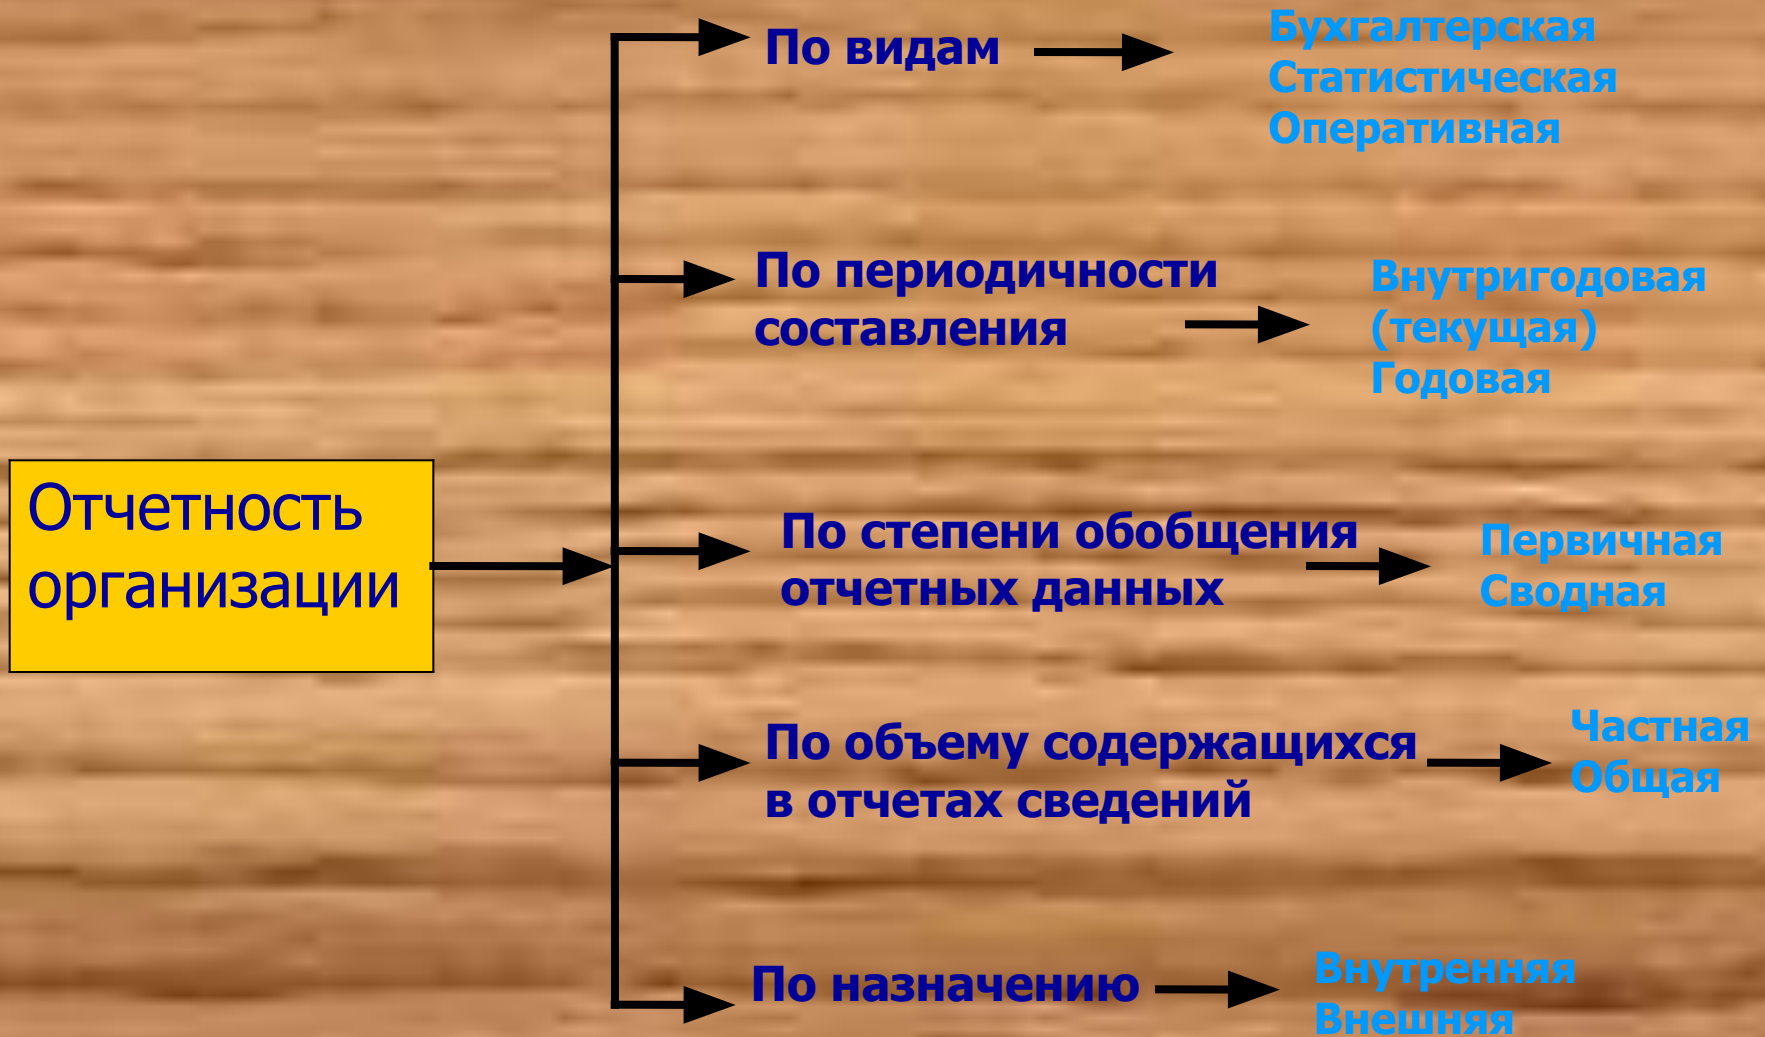 Отчетность
организации
По видам
Бухгалтерская
Статистическая
Оперативная
По периодичности
составления
Внутригодовая
(текущая)
Годовая
По степени обобщения
отчетных данных
Первичная
Сводная
По объему содержащихся
в отчетах сведений
Частная
Общая
По назначению
Внутренняя
Внешняя